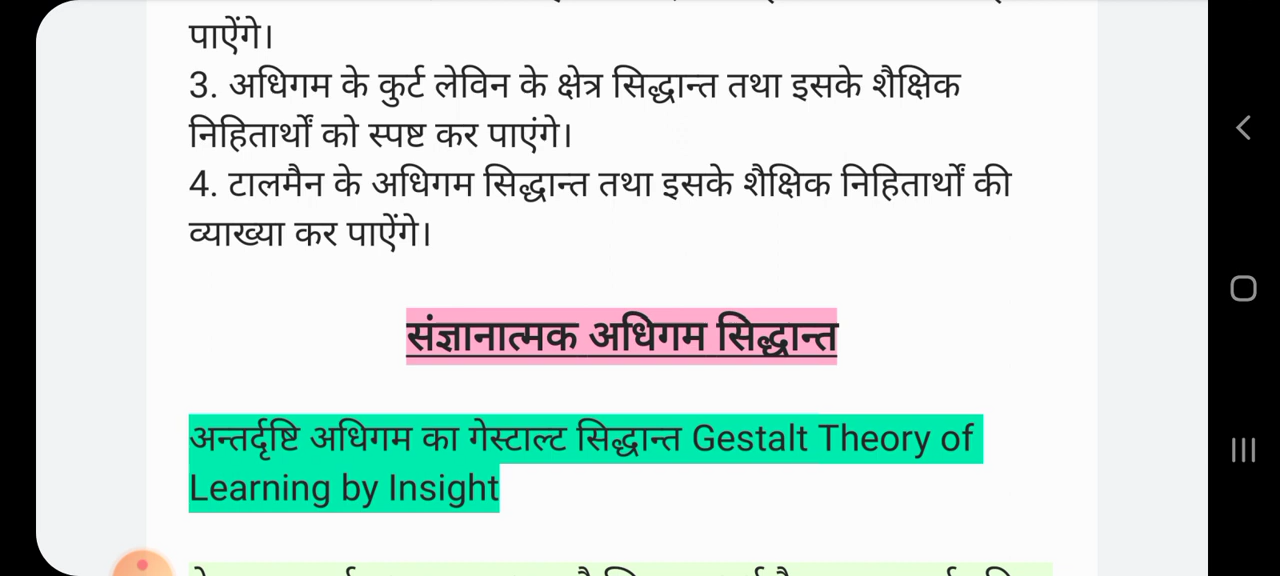 पाऐंगे।
3. अधिगम के कुर्ट लेविन के क्षेत्र सिद्धान्त तथा इसके शैक्षिक
निहितार्थों को स्पष्ट कर पाएंगे।
4. टालमैन के अधिगम सिद्धान्त तथा इसके शैक्षिक निहितार्थों की
व्याख्या कर पाऐंगे।
संज्ञानात्मक अधिगम सिद्धान्त
अन्तर्दृष्टि अधिगम का गेस्टाल्ट सिद्धान्त Gestalt Theory of
Learning by Insight